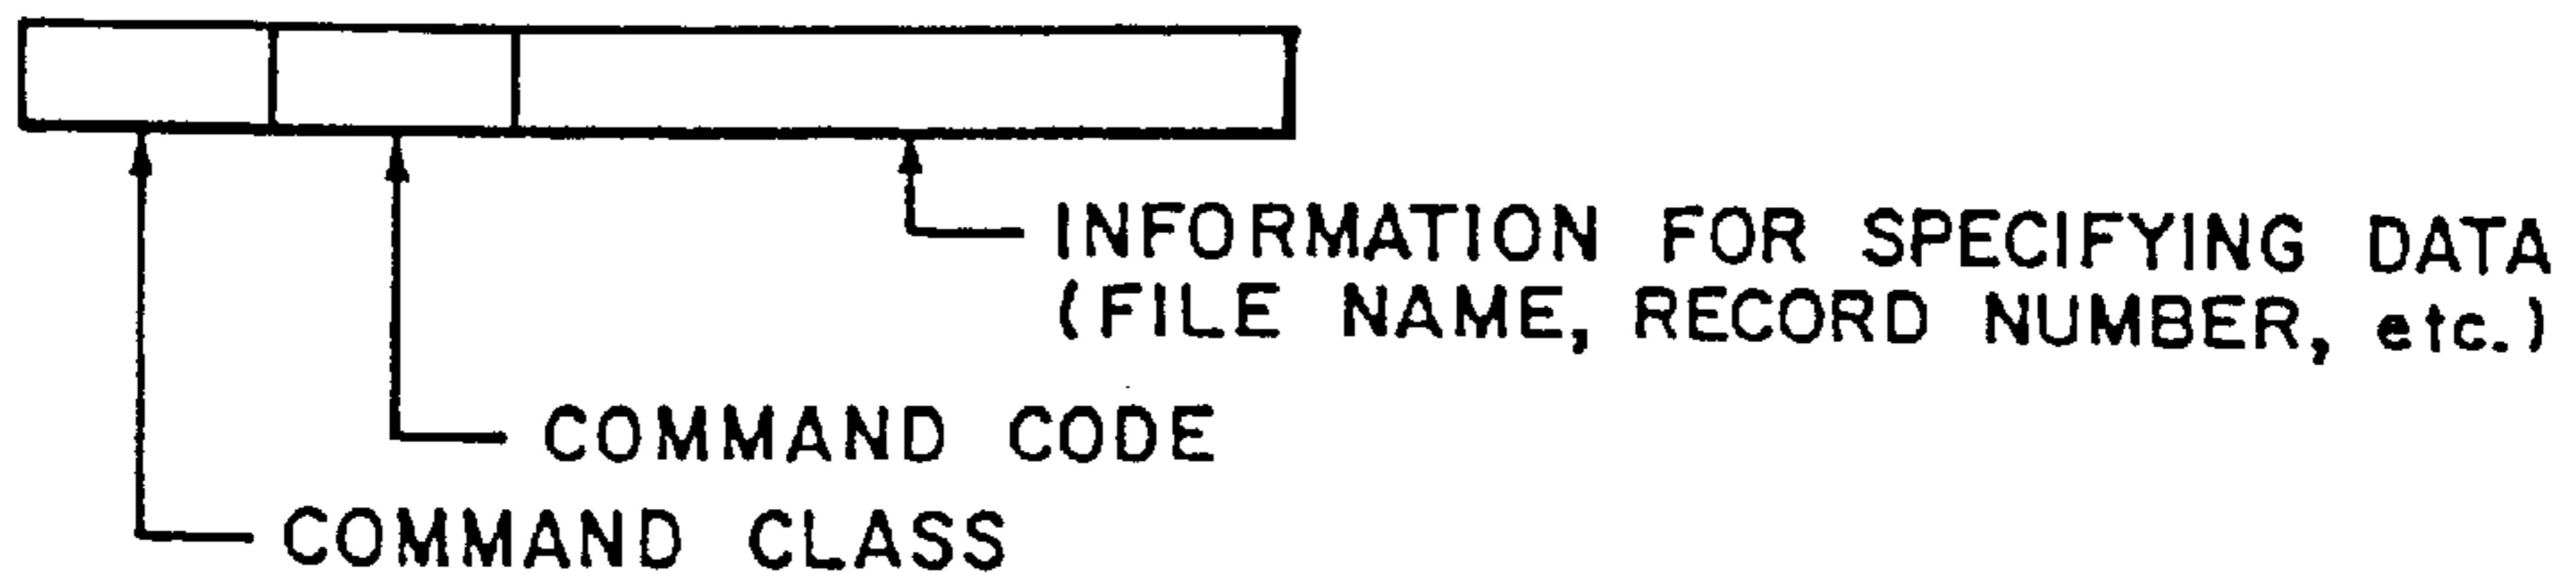 INFORMATION FOR SPECIFYING DATA
(FILE NAME, RECORD NUMBER, etc.)
COMMAND CODE
COMMAND CLASS